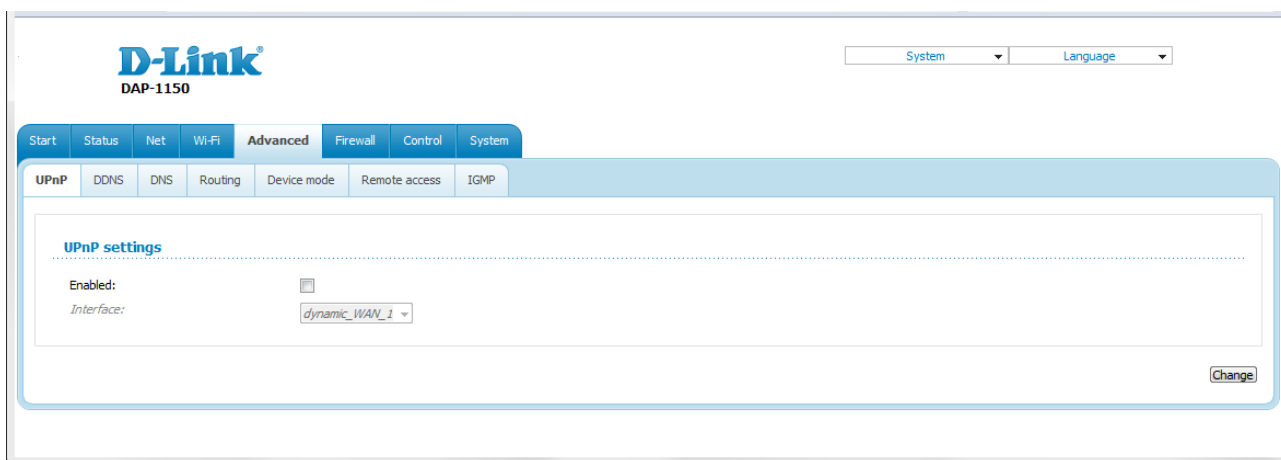 D-Link®
DAP-1150
System Language
Start Status Net Wi-Fi Advanced Firewall Control System
UPnP DDNS DNS Routing Device mode Remote access IGMP
UPnP settings
Enabled:
Interface: dynamic_WAN_1
Change